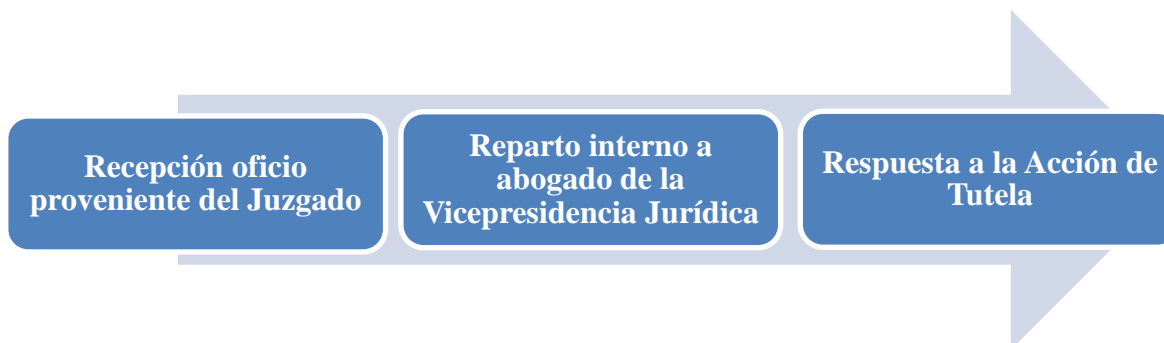 Recepción oficio
proveniente del Juzgado
Reparto interno a
abogado de la
Vicepresidencia Jurídica
Respuesta a la Acción de
Tutela